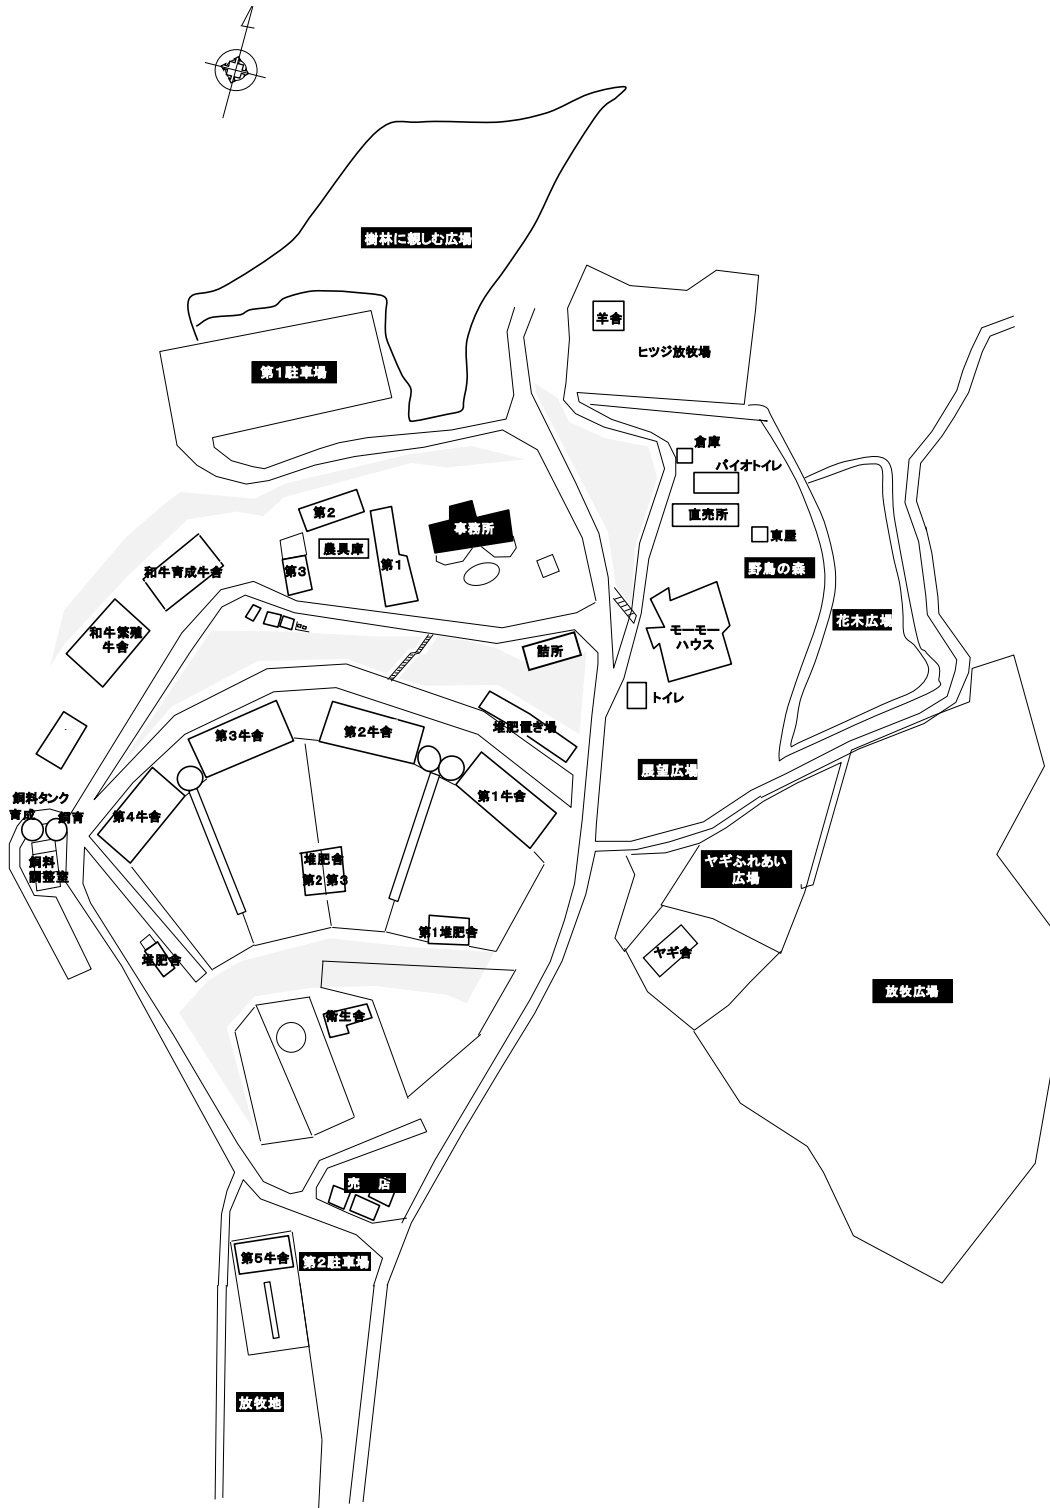 樹林に親しむ広場
羊舎
ヒツジ放牧場
第1駐車場
倉庫
バイオトイレ
第2
直売所
事務所
東屋
農具庫
第1
第3
和牛育成牛舎
野鳥の森
花木広場
和牛繁殖
牛舎
モーモー
ハウス
詰所
トイレ
堆肥置き場
第3牛舎
第2牛舎
展望広場
第1牛舎
飼料タンク
育成
飼育
第4牛舎
飼料
調整室
堆肥舎
第2 第3
ヤギふれあい
広場
第1堆肥舎
ヤギ舎
堆肥舎
放牧広場
衛生舎
売 店
第5牛舎
第2駐車場
放牧地